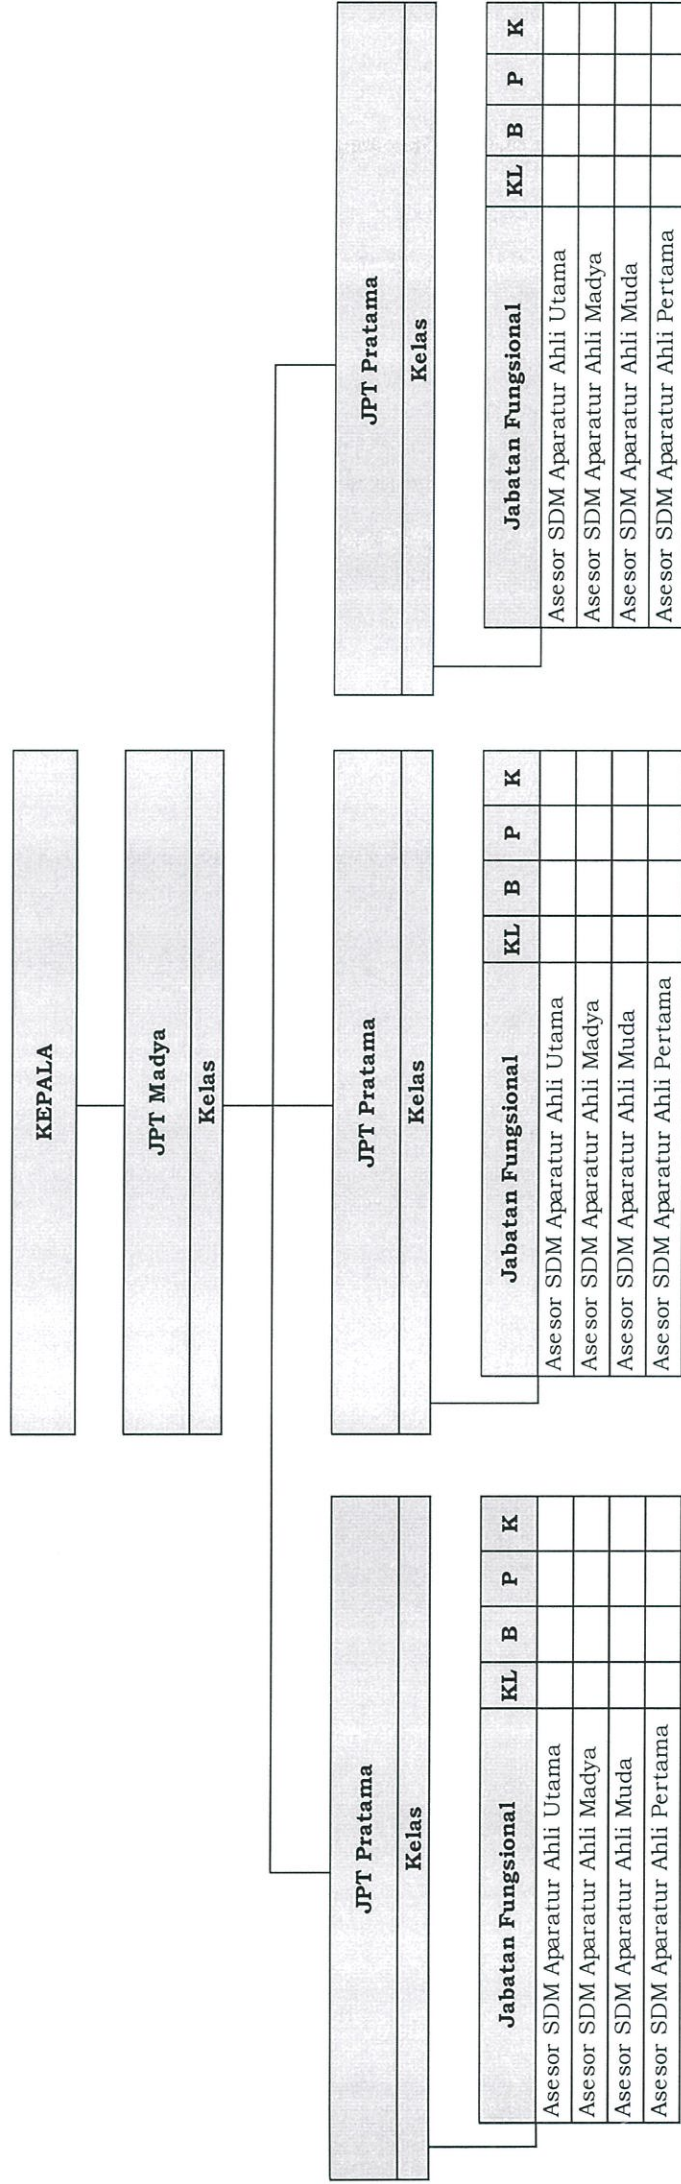 KEPALA
JPT Madya
Kelas
JPT Pratama
Kelas
Jabatan Fungsional KL B P K
Asesor SDM Aparatur Ahli Utama
Asesor SDM Aparatur Ahli Madya
Asesor SDM Aparatur Ahli Muda
Asesor SDM Aparatur Ahli Pertama
JPT Pratama
Kelas
Jabatan Fungsional KL B P K
Asesor SDM Aparatur Ahli Utama
Asesor SDM Aparatur Ahli Madya
Asesor SDM Aparatur Ahli Muda
Asesor SDM Aparatur Ahli Pertama
JPT Pratama
Kelas
Jabatan Fungsional KL B P K
Asesor SDM Aparatur Ahli Utama
Asesor SDM Aparatur Ahli Madya
Asesor SDM Aparatur Ahli Muda
Asesor SDM Aparatur Ahli Pertama